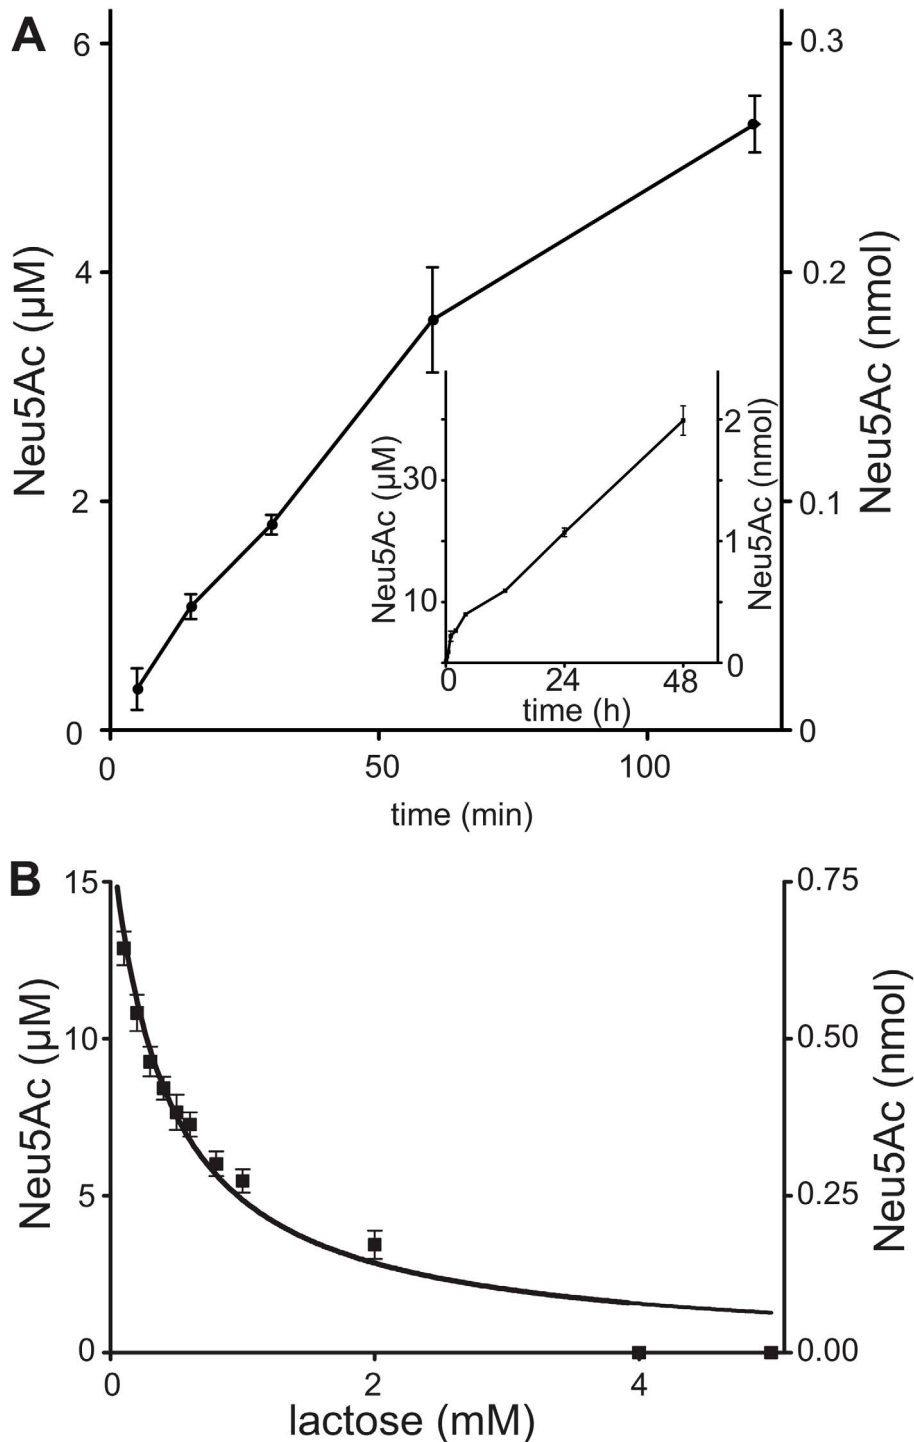 A
6
4
2
0
Neu5Ac (µM)
0.3
0.2
0.1
0
Neu5Ac (nmol)
0
50
100
time (min)
30
10
Neu5Ac (µM)
2
1
0
Neu5Ac (nmol)
0
24
48
time (h)
B
15
10
5
0
Neu5Ac (µM)
0.75
0.50
0.25
0.00
Neu5Ac (nmol)
0
2
4
lactose (mM)